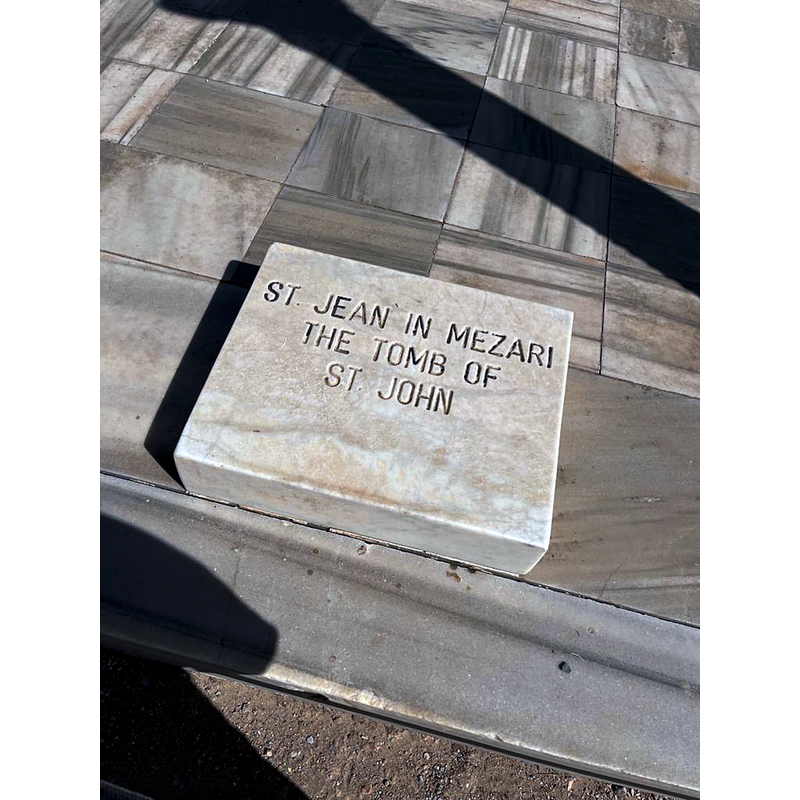 ST. JEAN IN MEZARI
THE TOMB OF
ST. JOHN